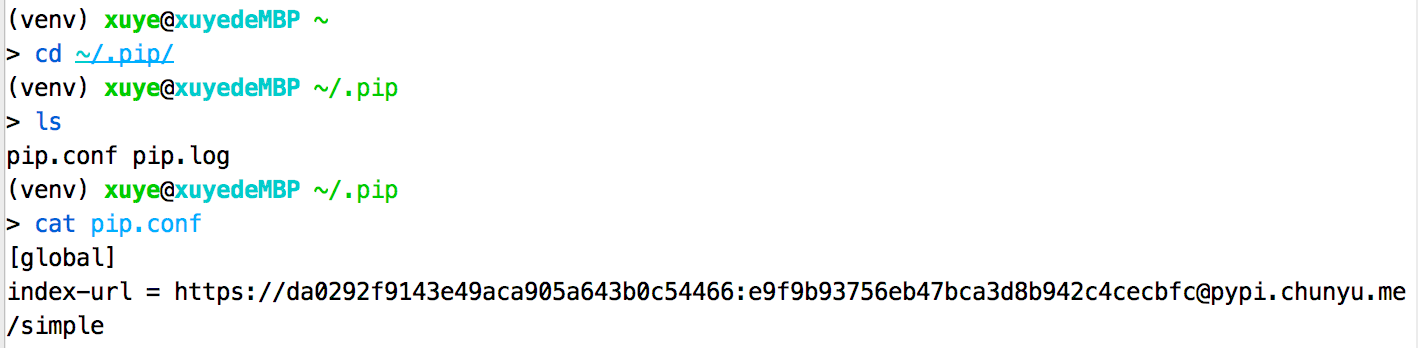 (venv) xuye@xuyedeMBP ~
> cd ~/.pip/
(venv) xuye@xuyedeMBP ~/.pip
> ls
pip.conf pip.log
(venv) xuye@xuyedeMBP ~/.pip
> cat pip.conf
[global]
index-url = https://da0292f9143e49aca905a643b0c54466:e9f9b93756eb47bca3d8b942c4cecbfc@pypi.chunyu.me
/simple